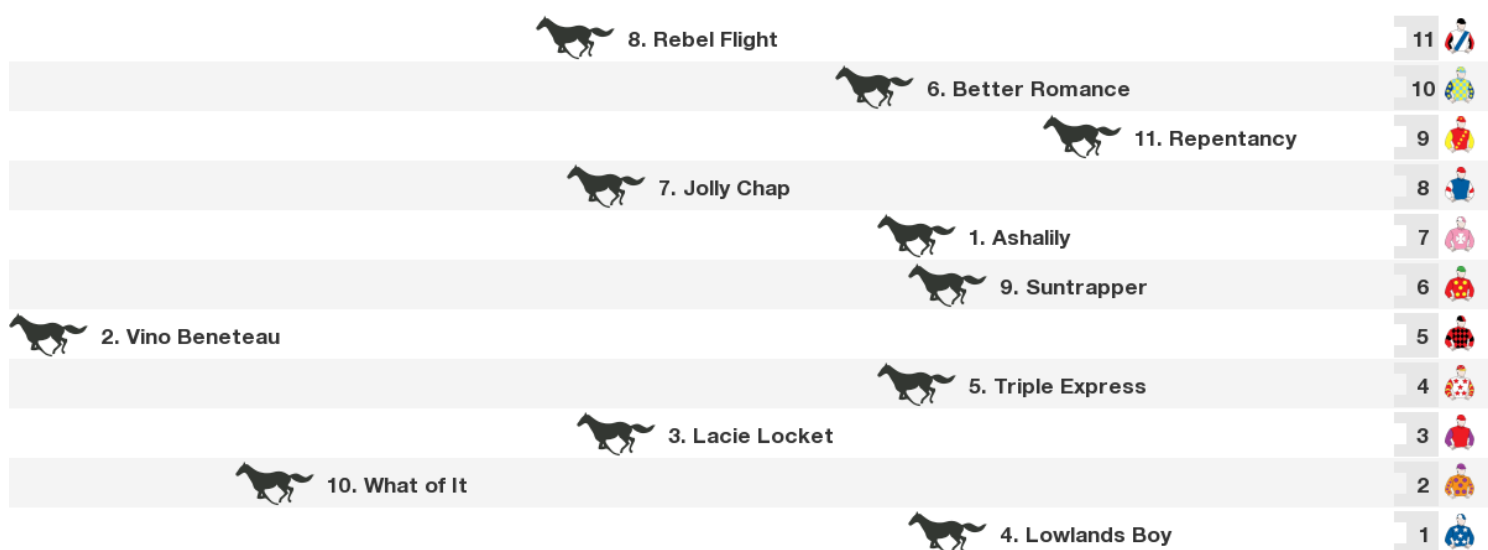 8. Rebel Flight 11
6. Better Romance 10
11. Repentancy 9
7. Jolly Chap 8
1. Ashalily 7
9. Suntrapper 6
2. Vino Beneteau 5
5. Triple Express 4
3. Lacie Locket 3
10. What of It 2
4. Lowlands Boy 1